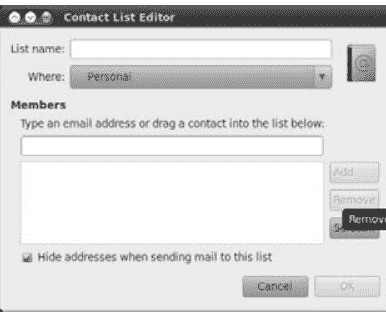 Contact List Editor
List name:
Where: Personal
Members
Type an email address or drag a contact into the list below:
Add
Remove
Remove
Hide addresses when sending mail to this list
Cancel OK